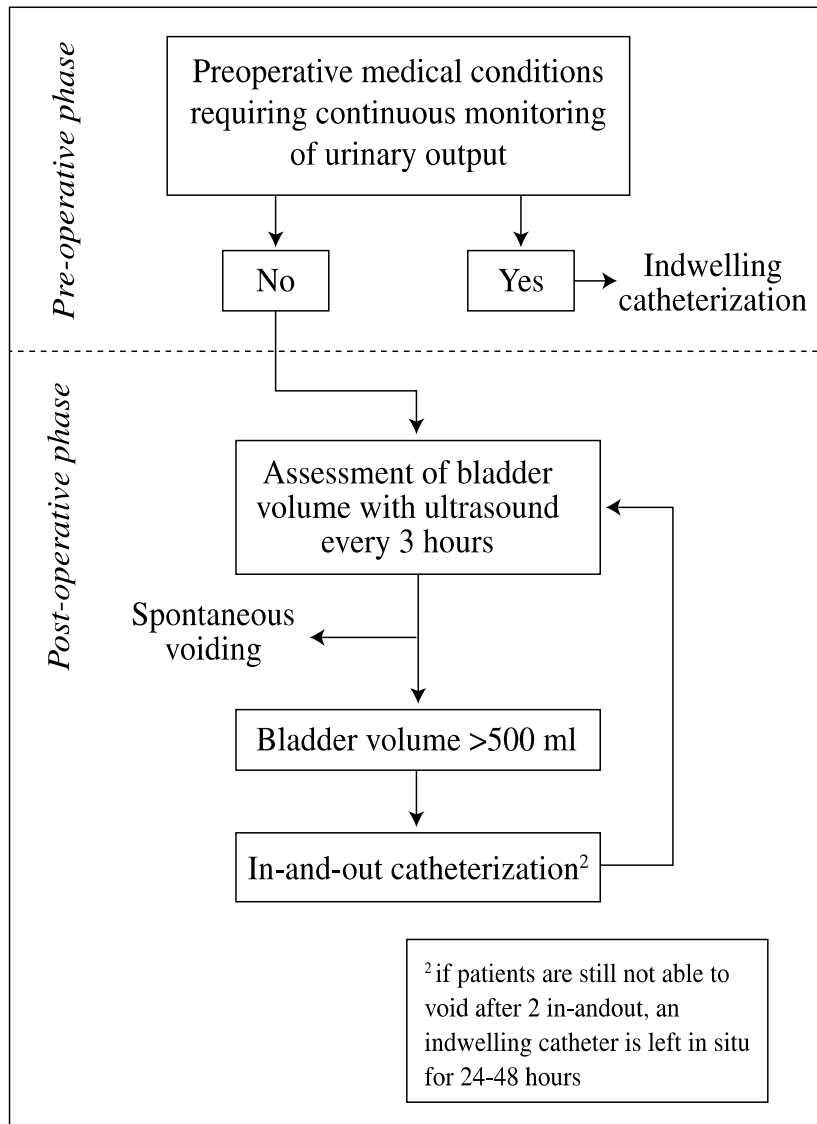 Pre-operative phase
Preoperative medical conditions
requiring continuous monitoring
of urinary output
No
Yes
Indwelling
catheterization
Post-operative phase
Assessment of bladder
volume with ultrasound
every 3 hours
Spontaneous
voiding
Bladder volume >500 ml
In-and-out catheterization²
² if patients are still not able to
void after 2 in-andout, an
indwelling catheter is left in situ
for 24-48 hours